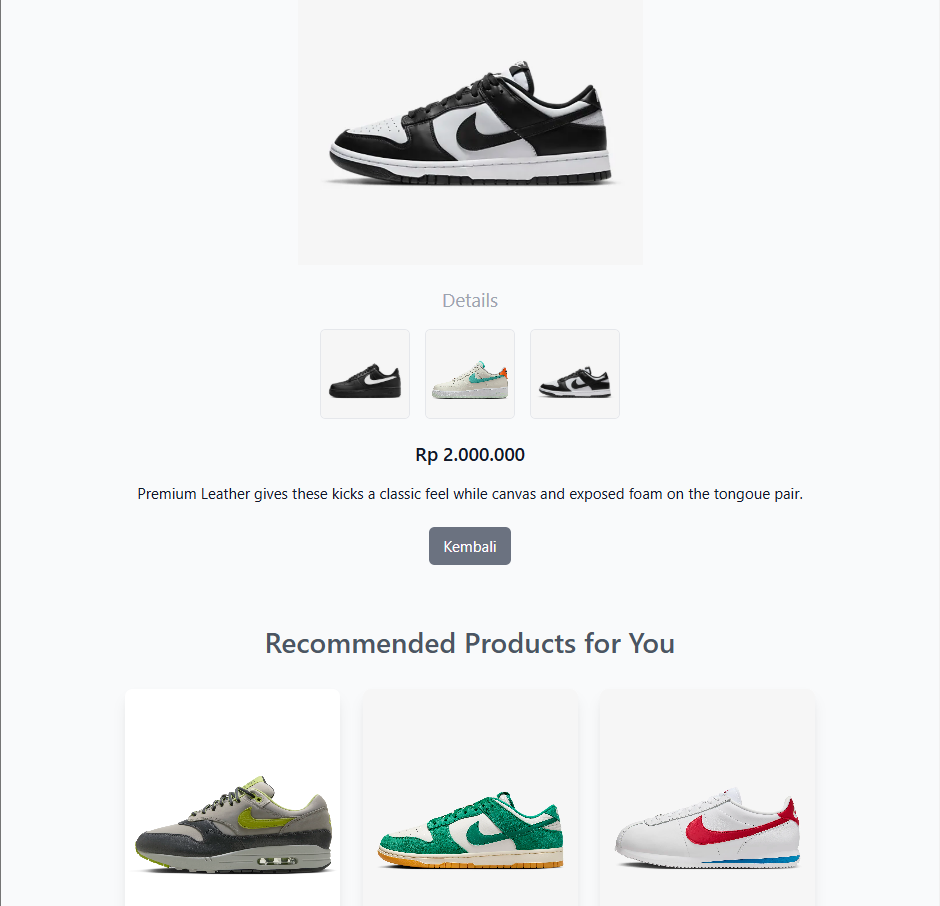 Details
Rp 2.000.000
Premium Leather gives these kicks a classic feel while canvas and exposed foam on the tongoue pair.
Kembali
Recommended Products for You